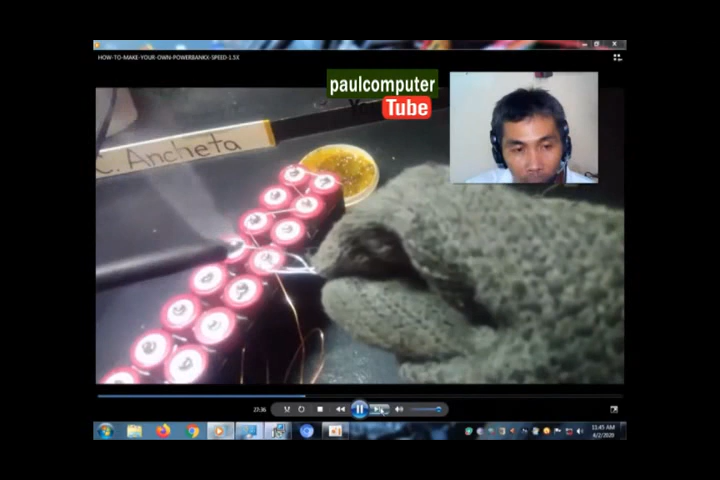 HOW-TO-MAKE-YOUR-OWN-POWERBANKX-SPEED-1.5X
paulcomputer
Tube
C. Ancheta
27:36
11:45 AM
4/2/2020